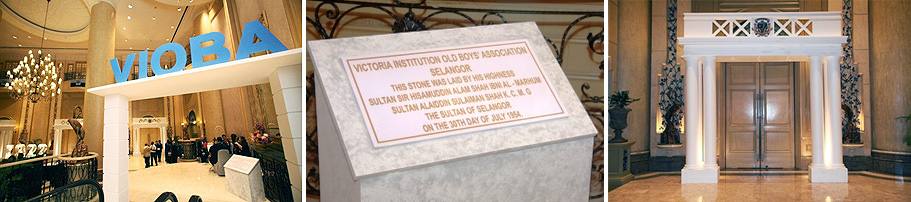 VIOBA
VICTORIA INSTITUTION OLD BOYS' ASSOCIATION
SELANGOR
THIS STONE WAS LAID BY HIS HIGHNESS
SULTAN SIR HISAMUDDIN ALAM SHAH BINI AL - MARHUM
SULTAN ALAIDDIN SULAIMAN SHAH K. C. M. G
THE SULTAN OF SELANGOR
ON THE 30TH DAY OF JULY 1954.